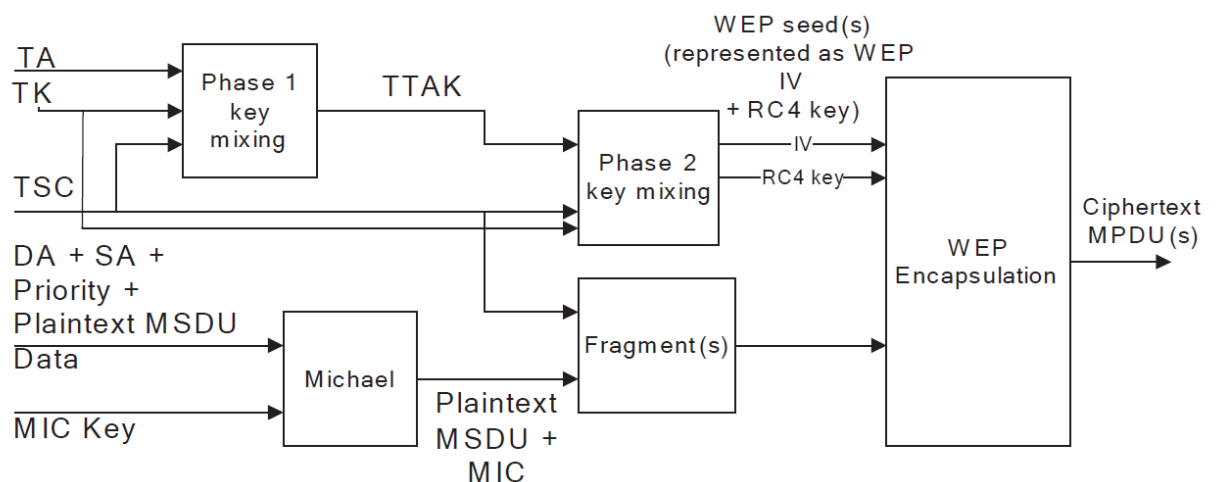 TA
TK
TSC
DA + SA +
Priority +
Plaintext MSDU
Data
MIC Key
Phase 1
key
mixing
TTAK
Michael
Plaintext
MSDU +
MIC
Phase 2
key mixing
Fragment(s)
WEP seed(s)
(represented as WEP
IV
+ RC4 key)
IV
RC4 key
WEP
Encapsulation
Ciphertext
MPDU(s)